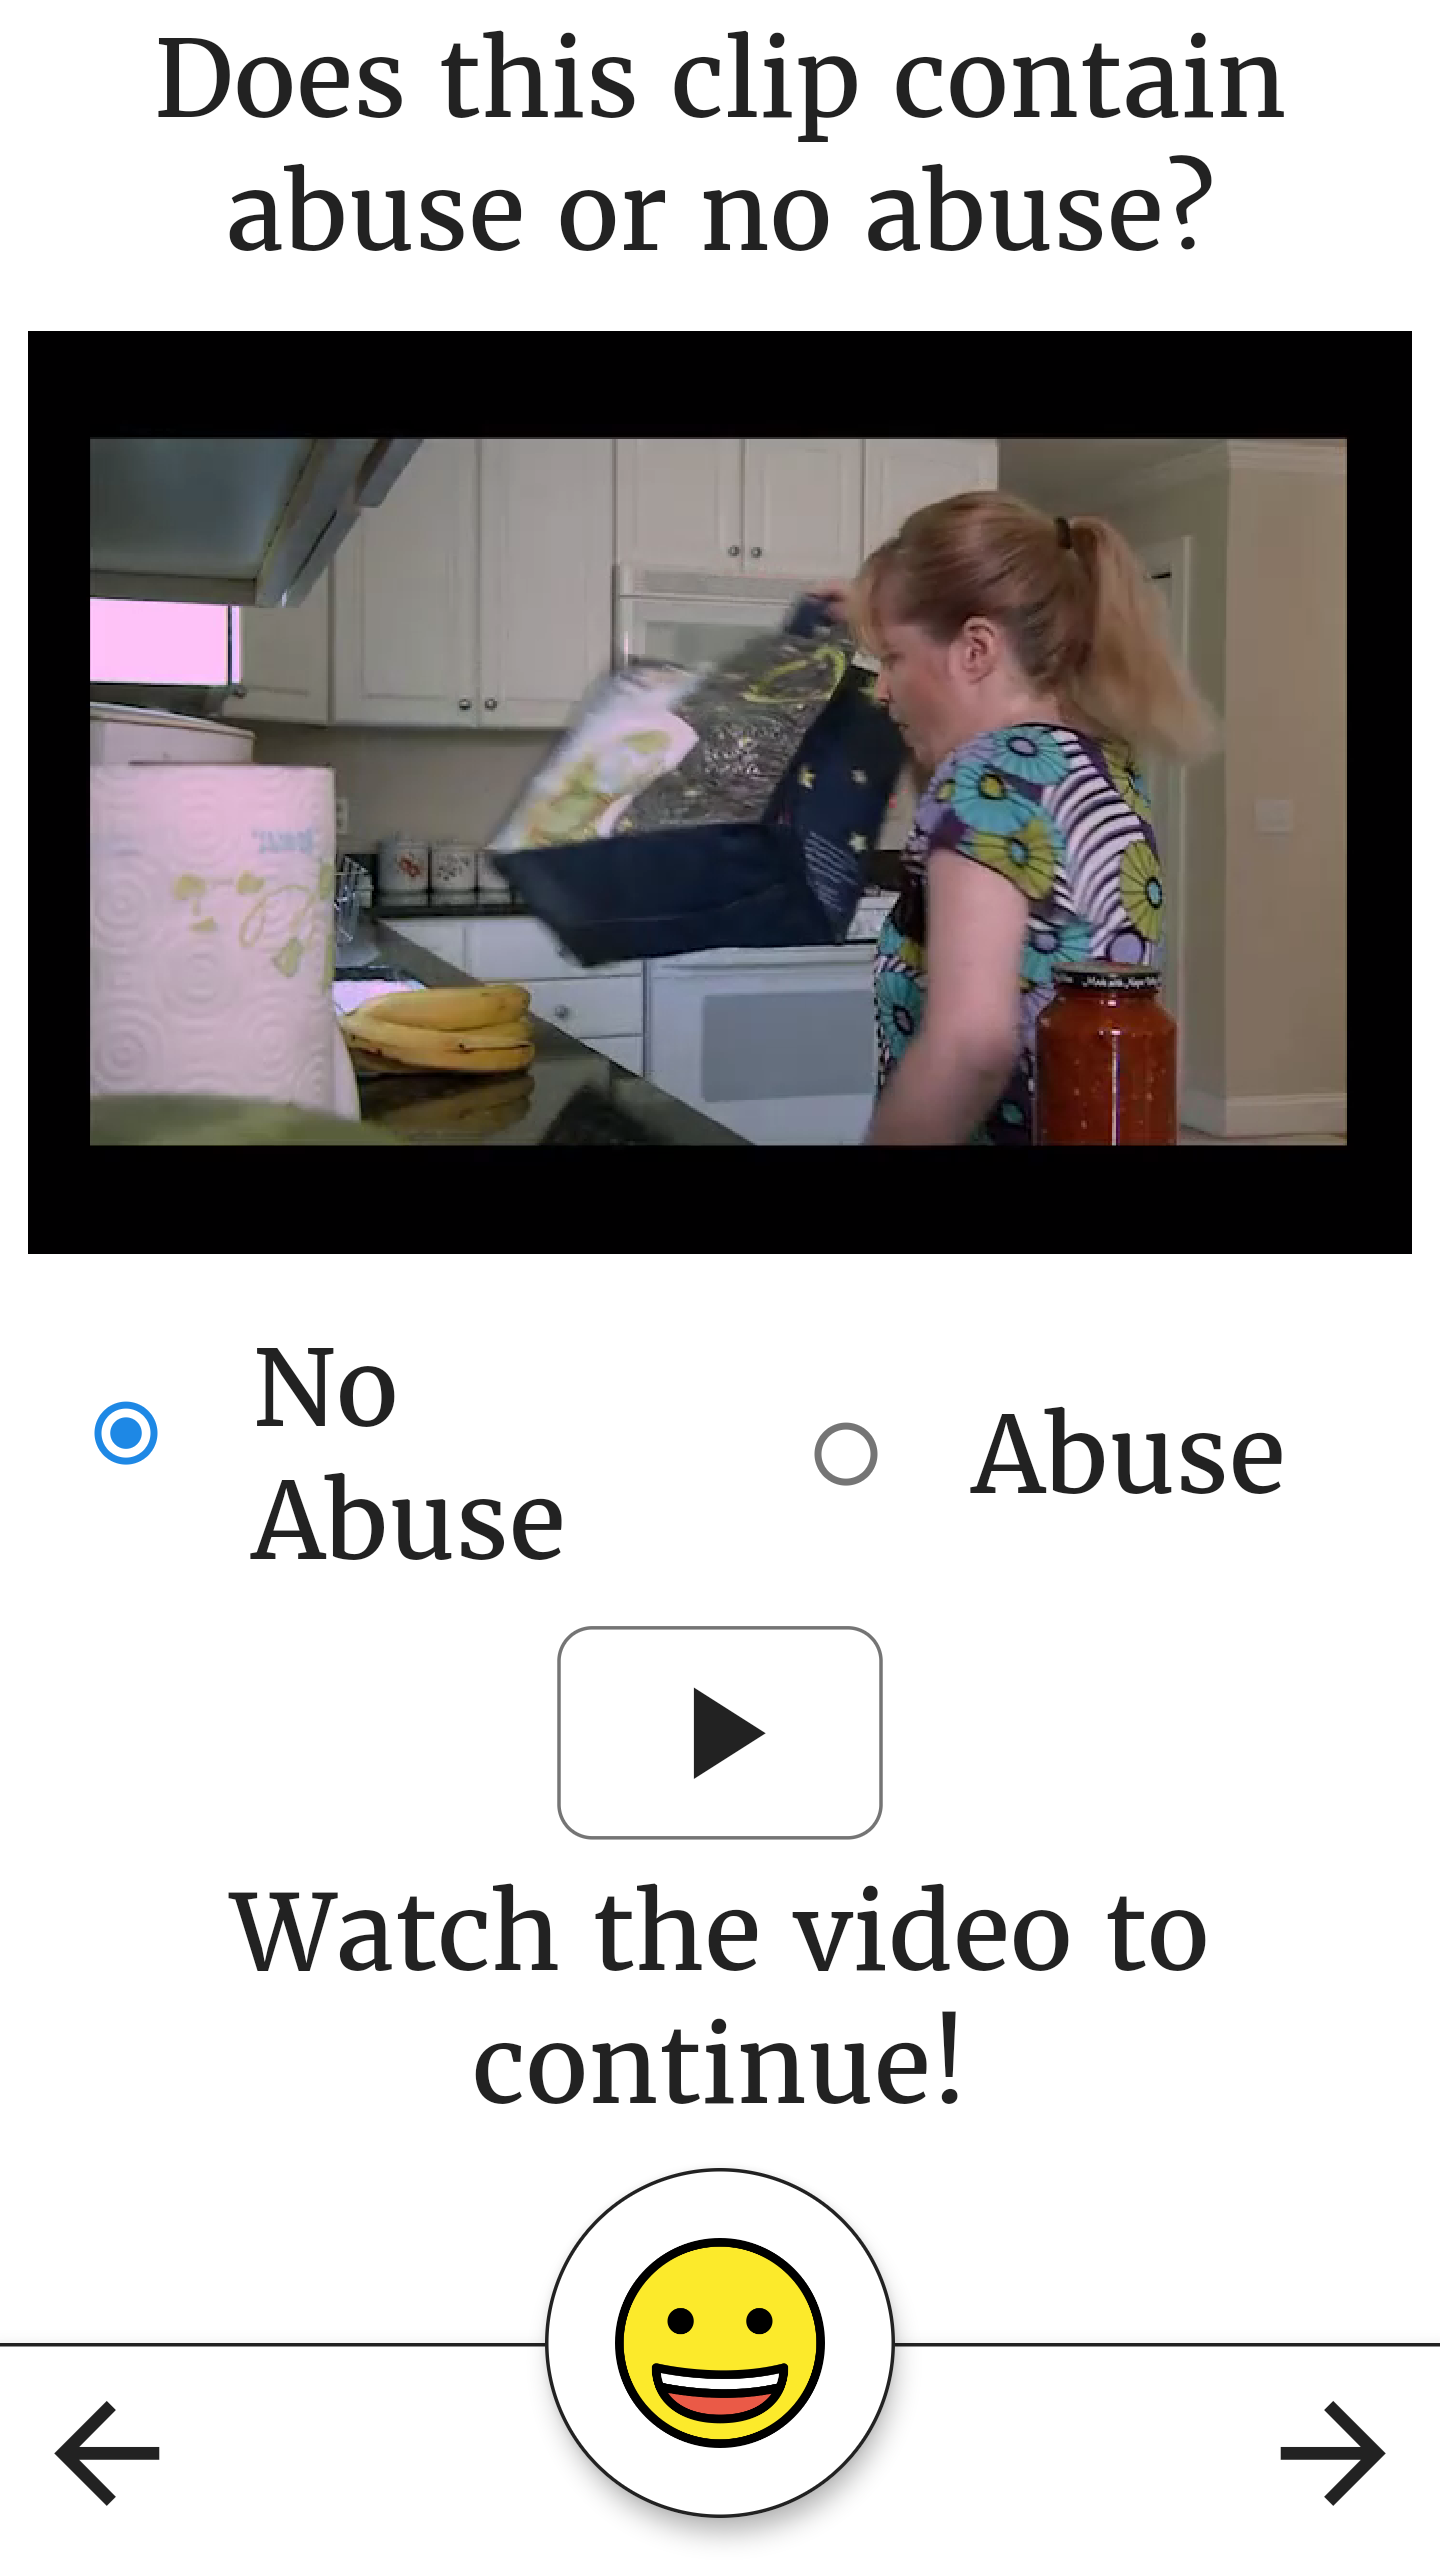 Does this clip contain
abuse or no abuse?
No
Abuse
Abuse
Watch the video to
continue!